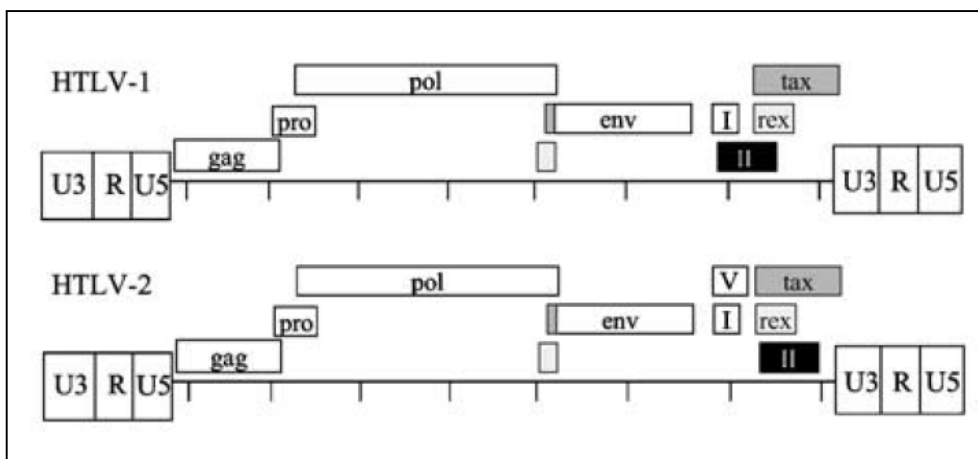 HTLV-1
pol
tax
pro
env
I
rex
gag
II
U3 R U5
U3 R U5
HTLV-2
pol
V
tax
pro
env
I
rex
gag
II
U3 R U5
U3 R U5